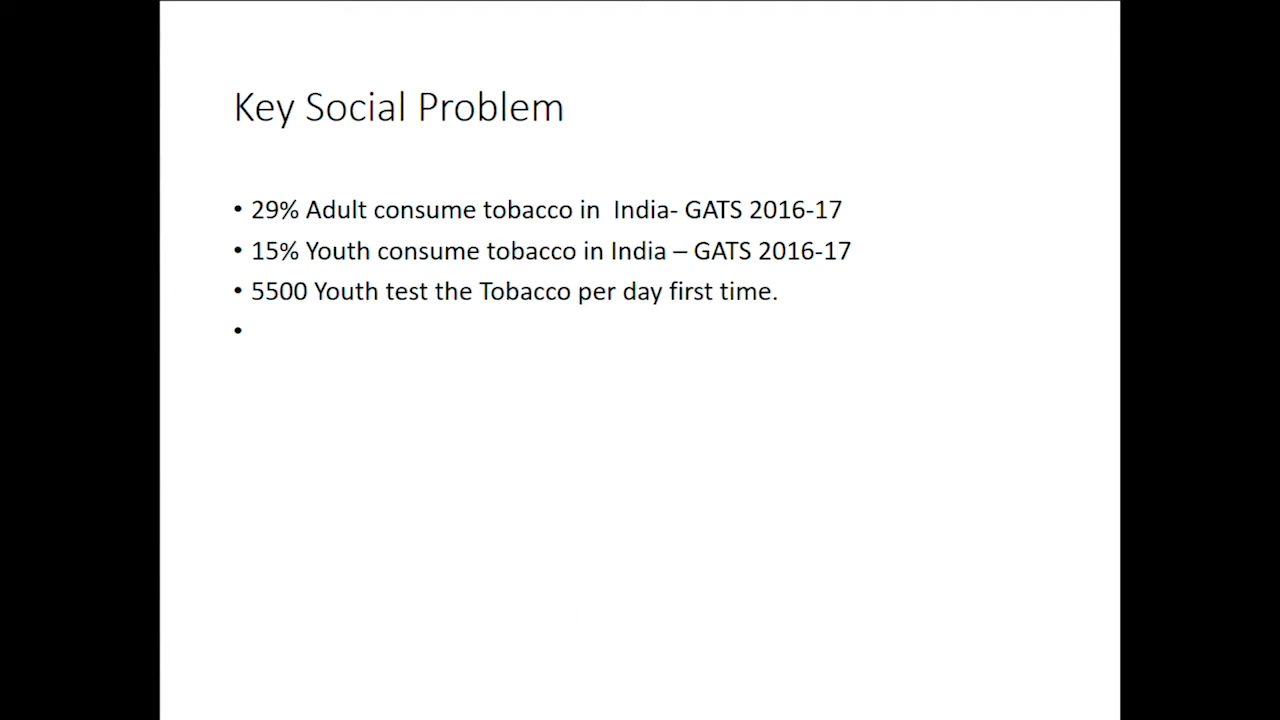 Key Social Problem
• 29% Adult consume tobacco in  India- GATS 2016-17
• 15% Youth consume tobacco in India – GATS 2016-17
• 5500 Youth test the Tobacco per day first time.
•